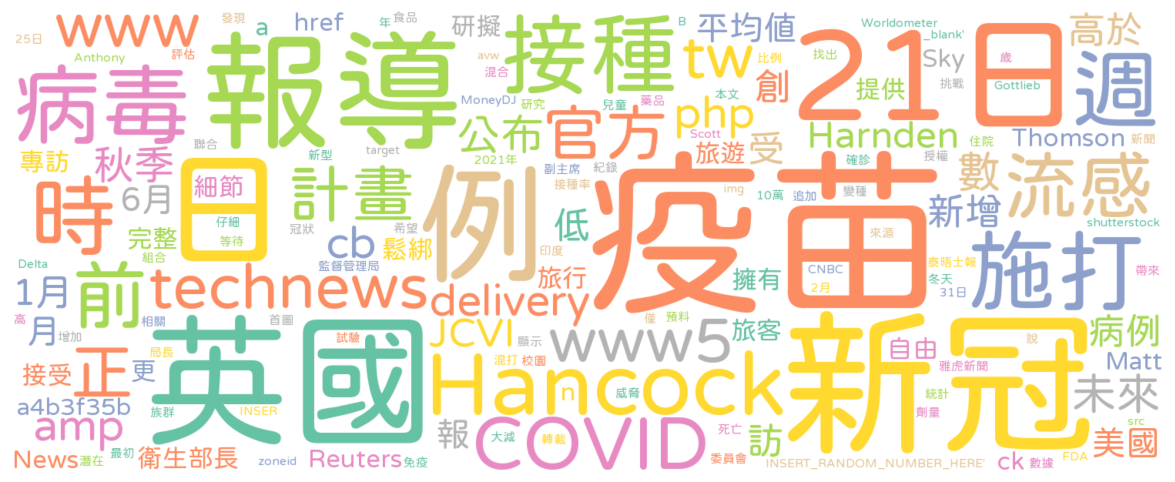 25日
發現
www
評估
Anthony
a
href
年
食品
研擬
avw
混合
報導
MoneyDJ
研究
接種
兒童
平均值
B
tw
藥品
本文
比例
創
php
Scott
旅遊
受
21日
找出
提供
Worldometer
_blank'
Sky
挑戰
Gottlieb
歲
高於
週
Harnden
Thomson
新聞
確診
授權
住院
病毒
專訪
秋季
聯合
新型
target
公布
2021年
官方
副主席
紀錄
接種率
img
10萬
追加
變種
數
流感
新增
shutterstock
時
6月
細節
日
仔細
等待
計畫
冠狀
希望
例
低
印度
疫苗
來源
CNBC
2月
泰晤士報
冬天
31日
施打
帶來
完整
組合
cb
鬆綁
監督管理局
旅行
擁有
Delta
1月
前
technews
delivery
高
月
增加
相關
首圖
JCVI
顯示
僅
預料
旅客
www5
局長
試驗
英國
正
更
接受
混打
校園
Hancock
n
威脅
新冠
自由
說
雅虎新聞
病例
Matt
統計
劑量
未來
a4b3f35b
族群
INSER
amp
報
COVID
大減
轉載
死亡
訪
src
美國
News
潛在
最初
衛生部長
zoneid
Reuters
免疫
委員會
INSERT_RANDOM_NUMBER_HERE'
ck
數據
FDA